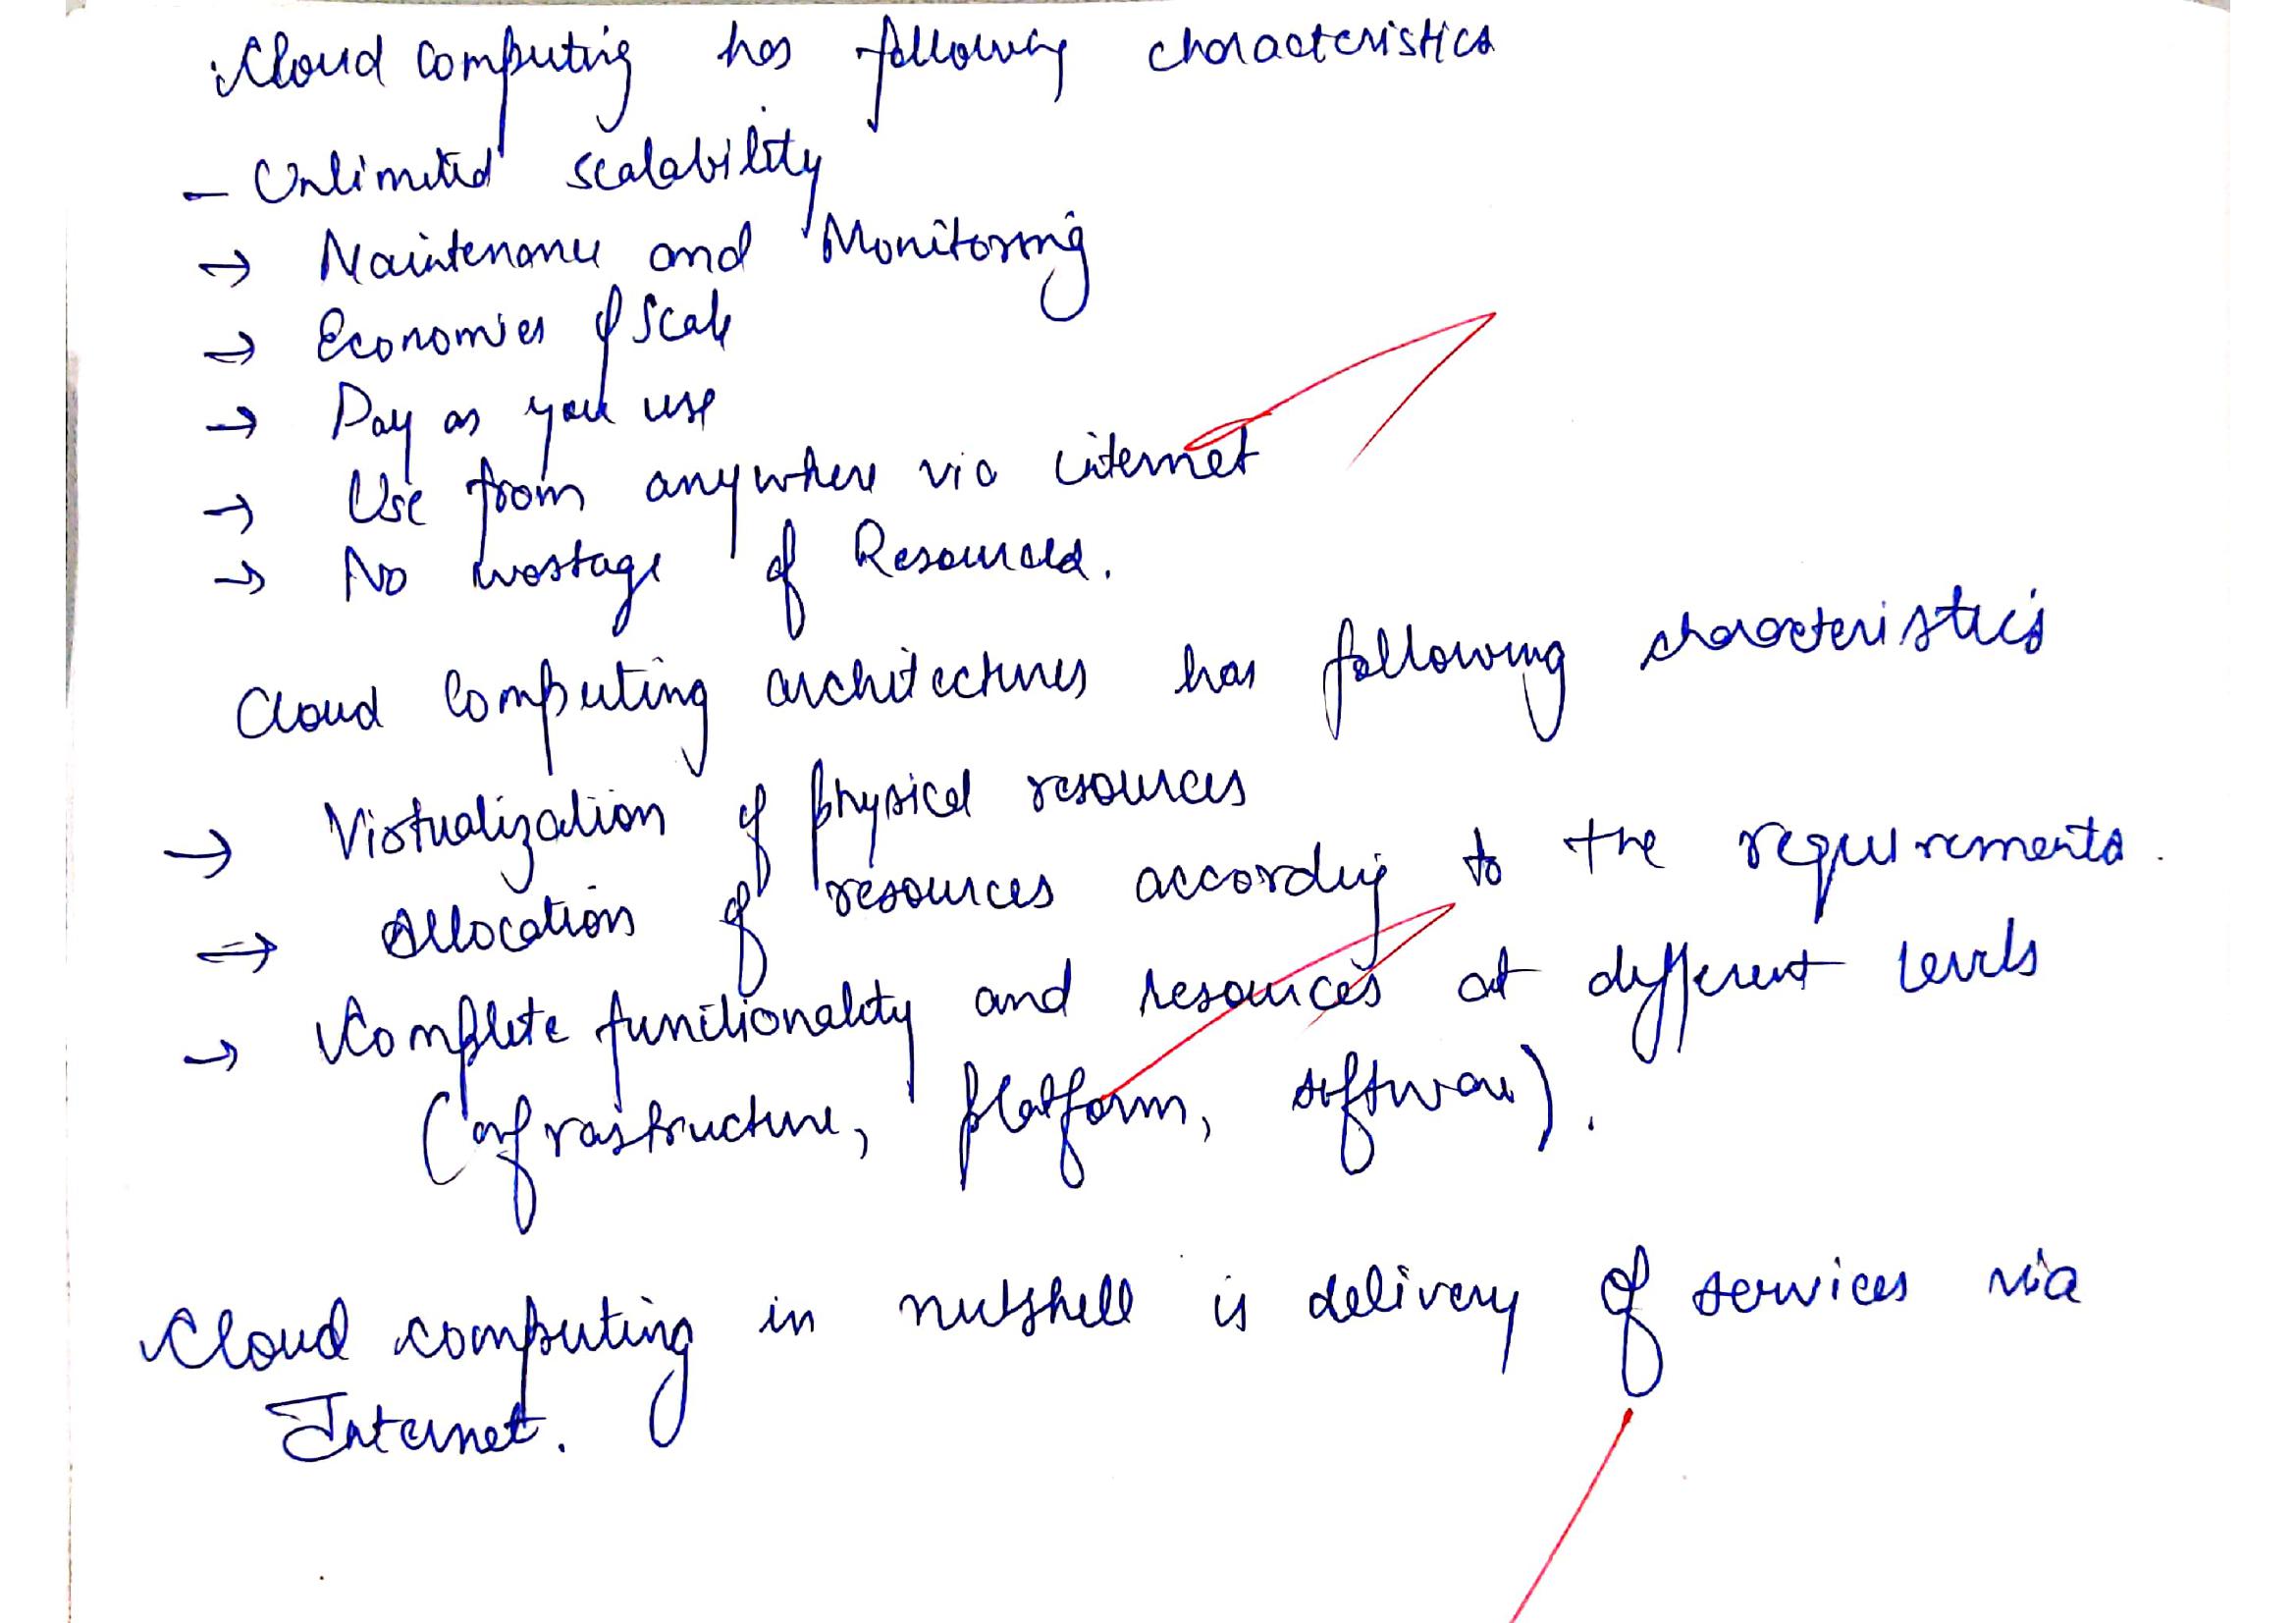 Cloud computing has following characteristics
- Unlimited scalability
→ Maintenance and Monitoring
→ Economies of Scale
→ Pay as you use
→ Use from anywhere via internet
→ No wastage of Resources.
Cloud Computing architectures has following characteristics
→ Virtualization of physical resources
→ Allocation of resources according to the requirements.
→ Complete functionality and resources at different levels
(infrastructure, platform, software).
Cloud computing in nutshell is delivery of services via
Internet.